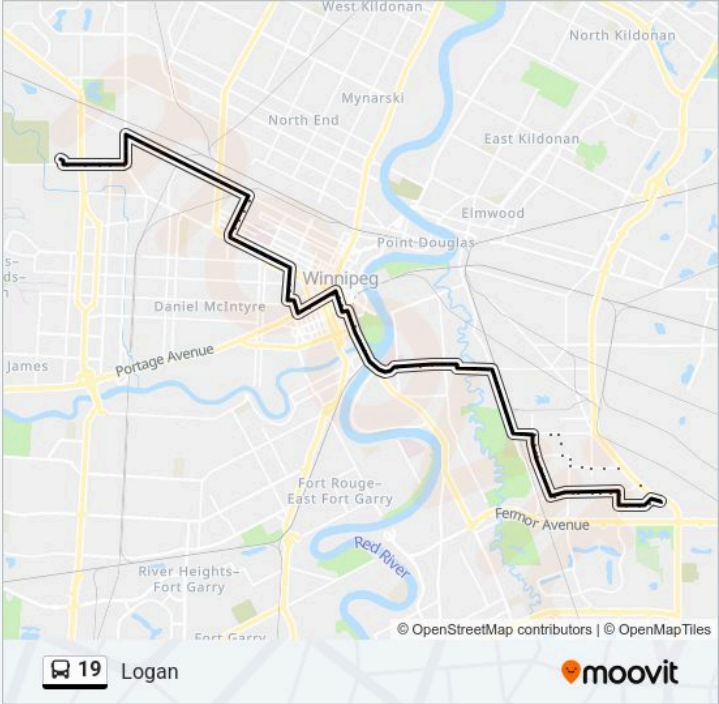 West Kildonan
North Kildonan
Mynarski
North End
East Kildonan
Elmwood
Point Douglas
s–
ds–
n
Winnipeg
Daniel McIntyre
James
Portage Avenue
Fort Rouge–
East Fort Garry
Fermor Avenue
Red River
River Heights–
Fort Garry
Fort Garry
© OpenStreetMap contributors | © OpenMapTiles
19 Logan
moovit